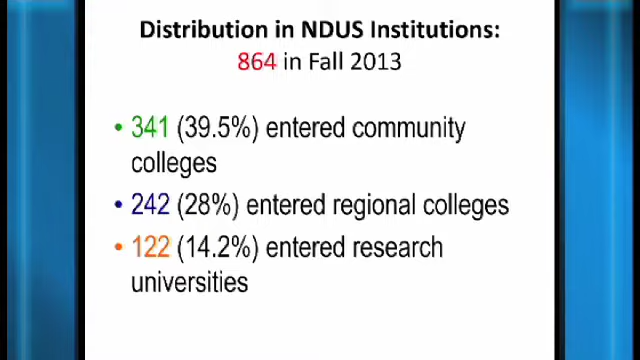 Distribution in NDUS Institutions:
864 in Fall 2013
• 341 (39.5%) entered community
colleges
• 242 (28%) entered regional colleges
• 122 (14.2%) entered research
universities